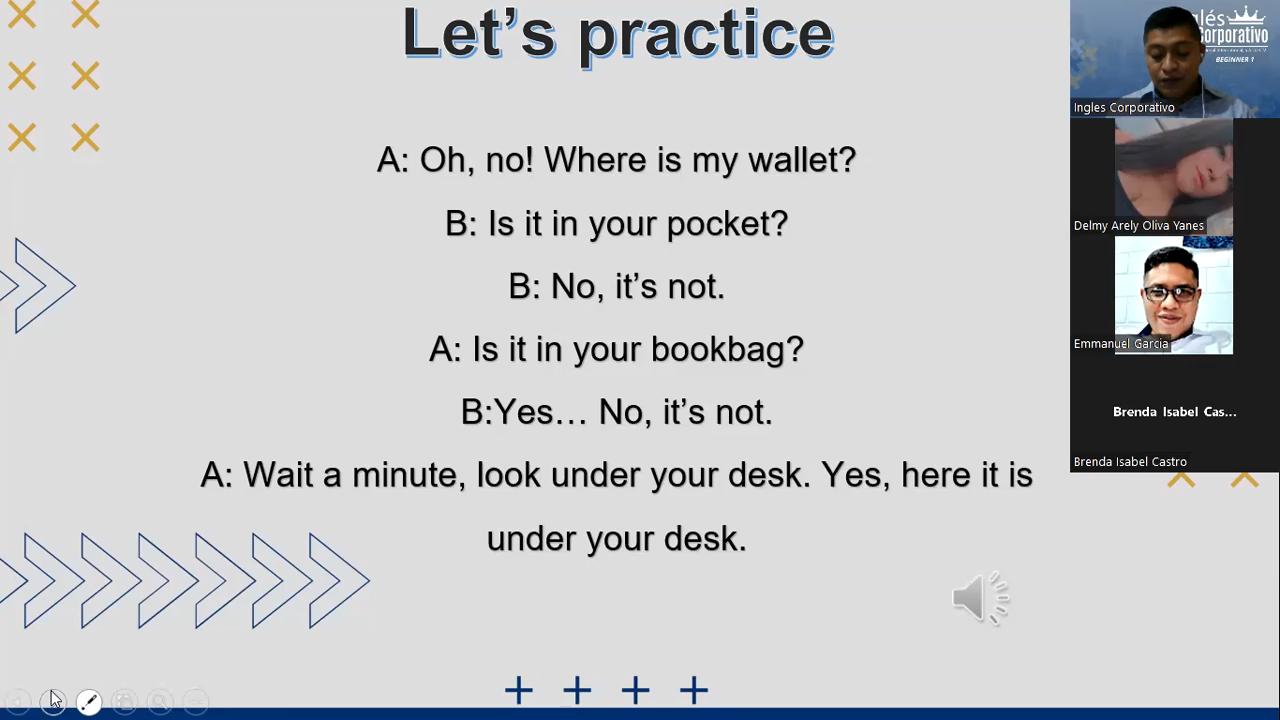 Let's practice
A: Oh, no! Where is my wallet?
B: Is it in your pocket?
B: No, it's not.
A: Is it in your bookbag?
B:Yes… No, it's not.
A: Wait a minute, look under your desk. Yes, here it is
under your desk.
Inglés
Corporativo
BEGINNER 1
Ingles Corporativo
Delmy Arely Oliva Yanes
Emmanuel Garcia
Brenda Isabel Cas...
Brenda Isabel Castro